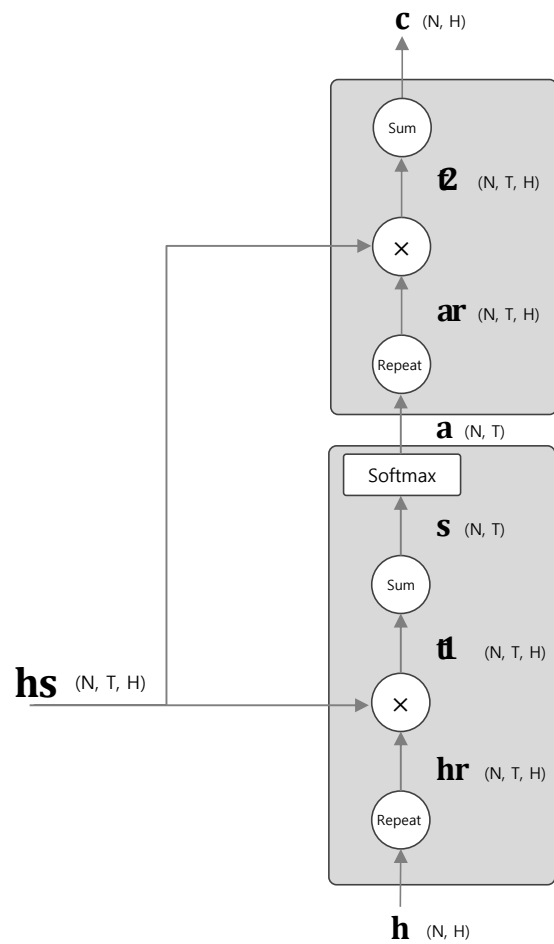 c (N, H)
Sum
t2 (N, T, H)
×
ar (N, T, H)
Repeat
a (N, T)
Softmax
s (N, T)
Sum
t1 (N, T, H)
hs (N, T, H)
×
hr (N, T, H)
Repeat
h (N, H)